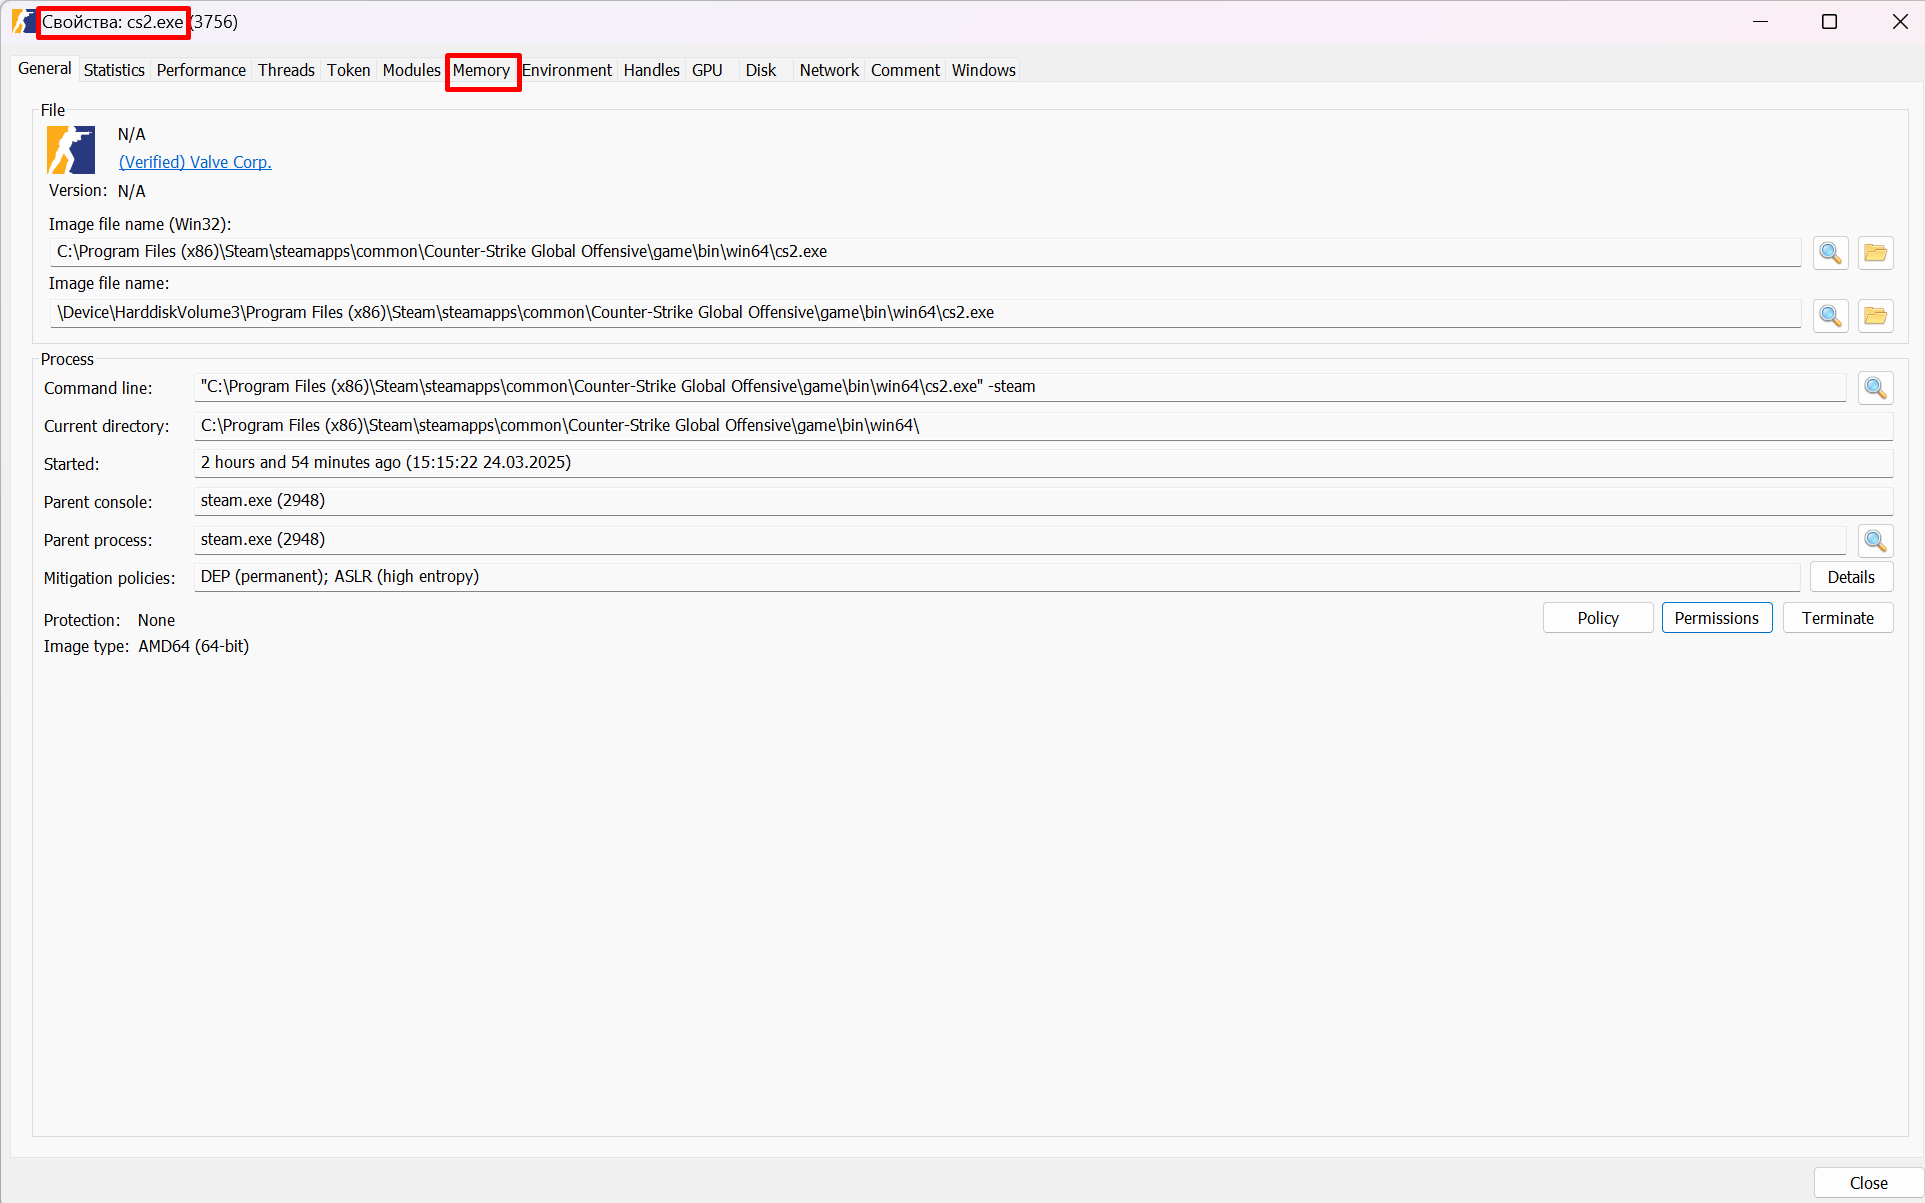 Свойства: cs2.exe (3756)
General Statistics Performance Threads Token Modules Memory Environment Handles GPU Disk Network Comment Windows
File
N/A
(Verified) Valve Corp.
Version: N/A
Image file name (Win32):
C:\Program Files (x86)\Steam\steamapps\common\Counter-Strike Global Offensive\game\bin\win64\cs2.exe
Image file name:
\Device\HarddiskVolume3\Program Files (x86)\Steam\steamapps\common\Counter-Strike Global Offensive\game\bin\win64\cs2.exe
Process
Command line: "C:\Program Files (x86)\Steam\steamapps\common\Counter-Strike Global Offensive\game\bin\win64\cs2.exe" -steam
Current directory: C:\Program Files (x86)\Steam\steamapps\common\Counter-Strike Global Offensive\game\bin\win64\
Started: 2 hours and 54 minutes ago (15:15:22 24.03.2025)
Parent console: steam.exe (2948)
Parent process: steam.exe (2948)
Mitigation policies: DEP (permanent); ASLR (high entropy) Details
Protection: None Policy Permissions Terminate
Image type: AMD64 (64-bit)
Close